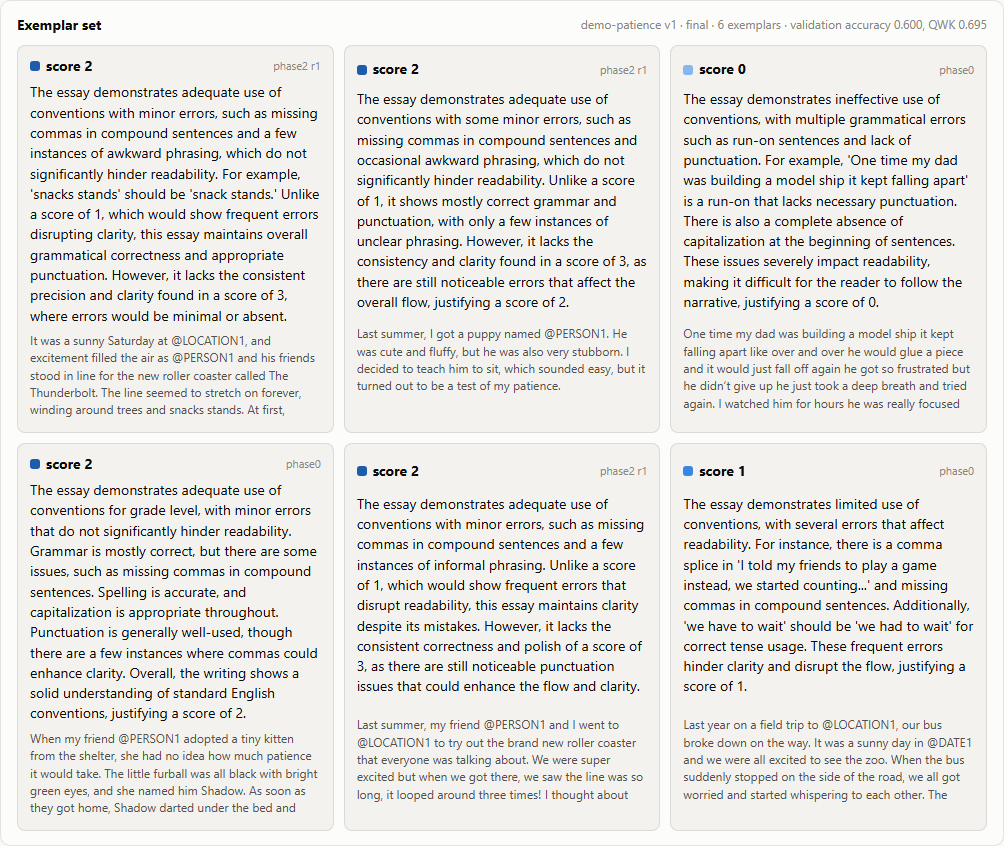 Exemplar set
demo-patience v1 · final · 6 exemplars · validation accuracy 0.600, QWK 0.695
score 2
phase2 r1
The essay demonstrates adequate use of
conventions with minor errors, such as missing
commas in compound sentences and a few
instances of awkward phrasing, which do not
significantly hinder readability. For example,
'snacks stands' should be 'snack stands.' Unlike
a score of 1, which would show frequent errors
disrupting clarity, this essay maintains overall
grammatical correctness and appropriate
punctuation. However, it lacks the consistent
precision and clarity found in a score of 3,
where errors would be minimal or absent.
It was a sunny Saturday at @LOCATION1, and
excitement filled the air as @PERSON1 and his friends
stood in line for the new roller coaster called The
Thunderbolt. The line seemed to stretch on forever,
winding around trees and snacks stands. At first,
score 2
phase2 r1
The essay demonstrates adequate use of
conventions with some minor errors, such as
missing commas in compound sentences and
occasional awkward phrasing, which do not
significantly hinder readability. Unlike a score
of 1, it shows mostly correct grammar and
punctuation, with only a few instances of
unclear phrasing. However, it lacks the
consistency and clarity found in a score of 3, as
there are still noticeable errors that affect the
overall flow, justifying a score of 2.
Last summer, I got a puppy named @PERSON1. He
was cute and fluffy, but he was also very stubborn. I
decided to teach him to sit, which sounded easy, but it
turned out to be a test of my patience.
score 0
phase0
The essay demonstrates ineffective use of
conventions, with multiple grammatical errors
such as run-on sentences and lack of
punctuation. For example, 'One time my dad
was building a model ship it kept falling apart'
is a run-on that lacks necessary punctuation.
There is also a complete absence of
capitalization at the beginning of sentences.
These issues severely impact readability,
making it difficult for the reader to follow the
narrative, justifying a score of 0.
One time my dad was building a model ship it kept
falling apart like over and over he would glue a piece
and it would just fall off again he got so frustrated but
he didn't give up he just took a deep breath and tried
again. I watched him for hours he was really focused
score 2
phase0
The essay demonstrates adequate use of
conventions for grade level, with minor errors
that do not significantly hinder readability.
Grammar is mostly correct, but there are some
issues, such as missing commas in compound
sentences. Spelling is accurate, and
capitalization is appropriate throughout.
Punctuation is generally well-used, though
there are a few instances where commas could
enhance clarity. Overall, the writing shows a
solid understanding of standard English
conventions, justifying a score of 2.
When my friend @PERSON1 adopted a tiny kitten
from the shelter, she had no idea how much patience
it would take. The little furball was all black with bright
green eyes, and she named him Shadow. As soon as
they got home, Shadow darted under the bed and
score 2
phase2 r1
The essay demonstrates adequate use of
conventions with minor errors, such as missing
commas in compound sentences and a few
instances of informal phrasing. Unlike a score
of 1, which would show frequent errors that
disrupt readability, this essay maintains clarity
despite its mistakes. However, it lacks the
consistent correctness and polish of a score of
3, as there are still noticeable punctuation
issues that could enhance the flow and clarity.
Last summer, my friend @PERSON1 and I went to
@LOCATION1 to try out the brand new roller coaster
that everyone was talking about. We were super
excited but when we got there, we saw the line was so
long, it looped around three times! I thought about
score 1
phase0
The essay demonstrates limited use of
conventions, with several errors that affect
readability. For instance, there is a comma
splice in 'I told my friends to play a game
instead, we started counting...' and missing
commas in compound sentences. Additionally,
'we have to wait' should be 'we had to wait' for
correct tense usage. These frequent errors
hinder clarity and disrupt the flow, justifying a
score of 1.
Last year on a field trip to @LOCATION1, our bus
broke down on the way. It was a sunny day in @DATE1
and we were all excited to see the zoo. When the bus
suddenly stopped on the side of the road, we all got
worried and started whispering to each other. The